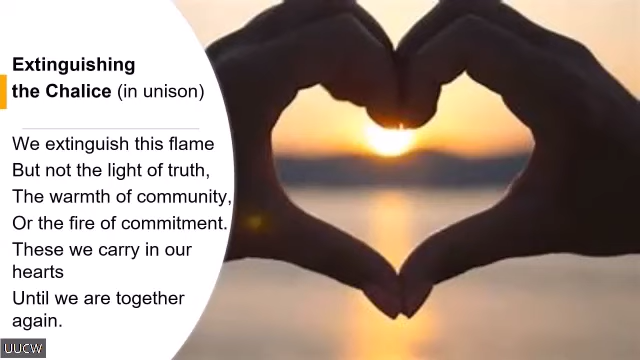 Extinguishing
the Chalice (in unison)
We extinguish this flame
But not the light of truth,
The warmth of community,
Or the fire of commitment.
These we carry in our
hearts
Until we are together
again.
UUCW